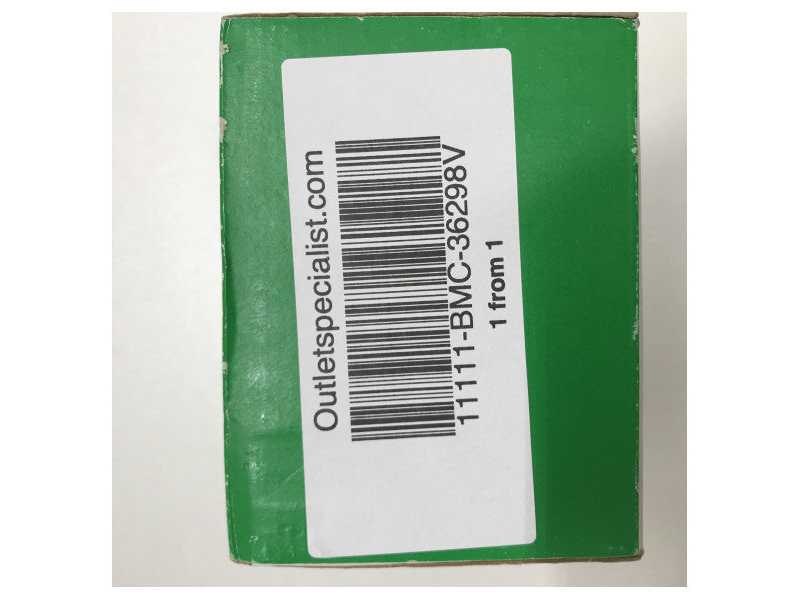 Outletspecialist.com
11111-BMC-36298V
1 from 1